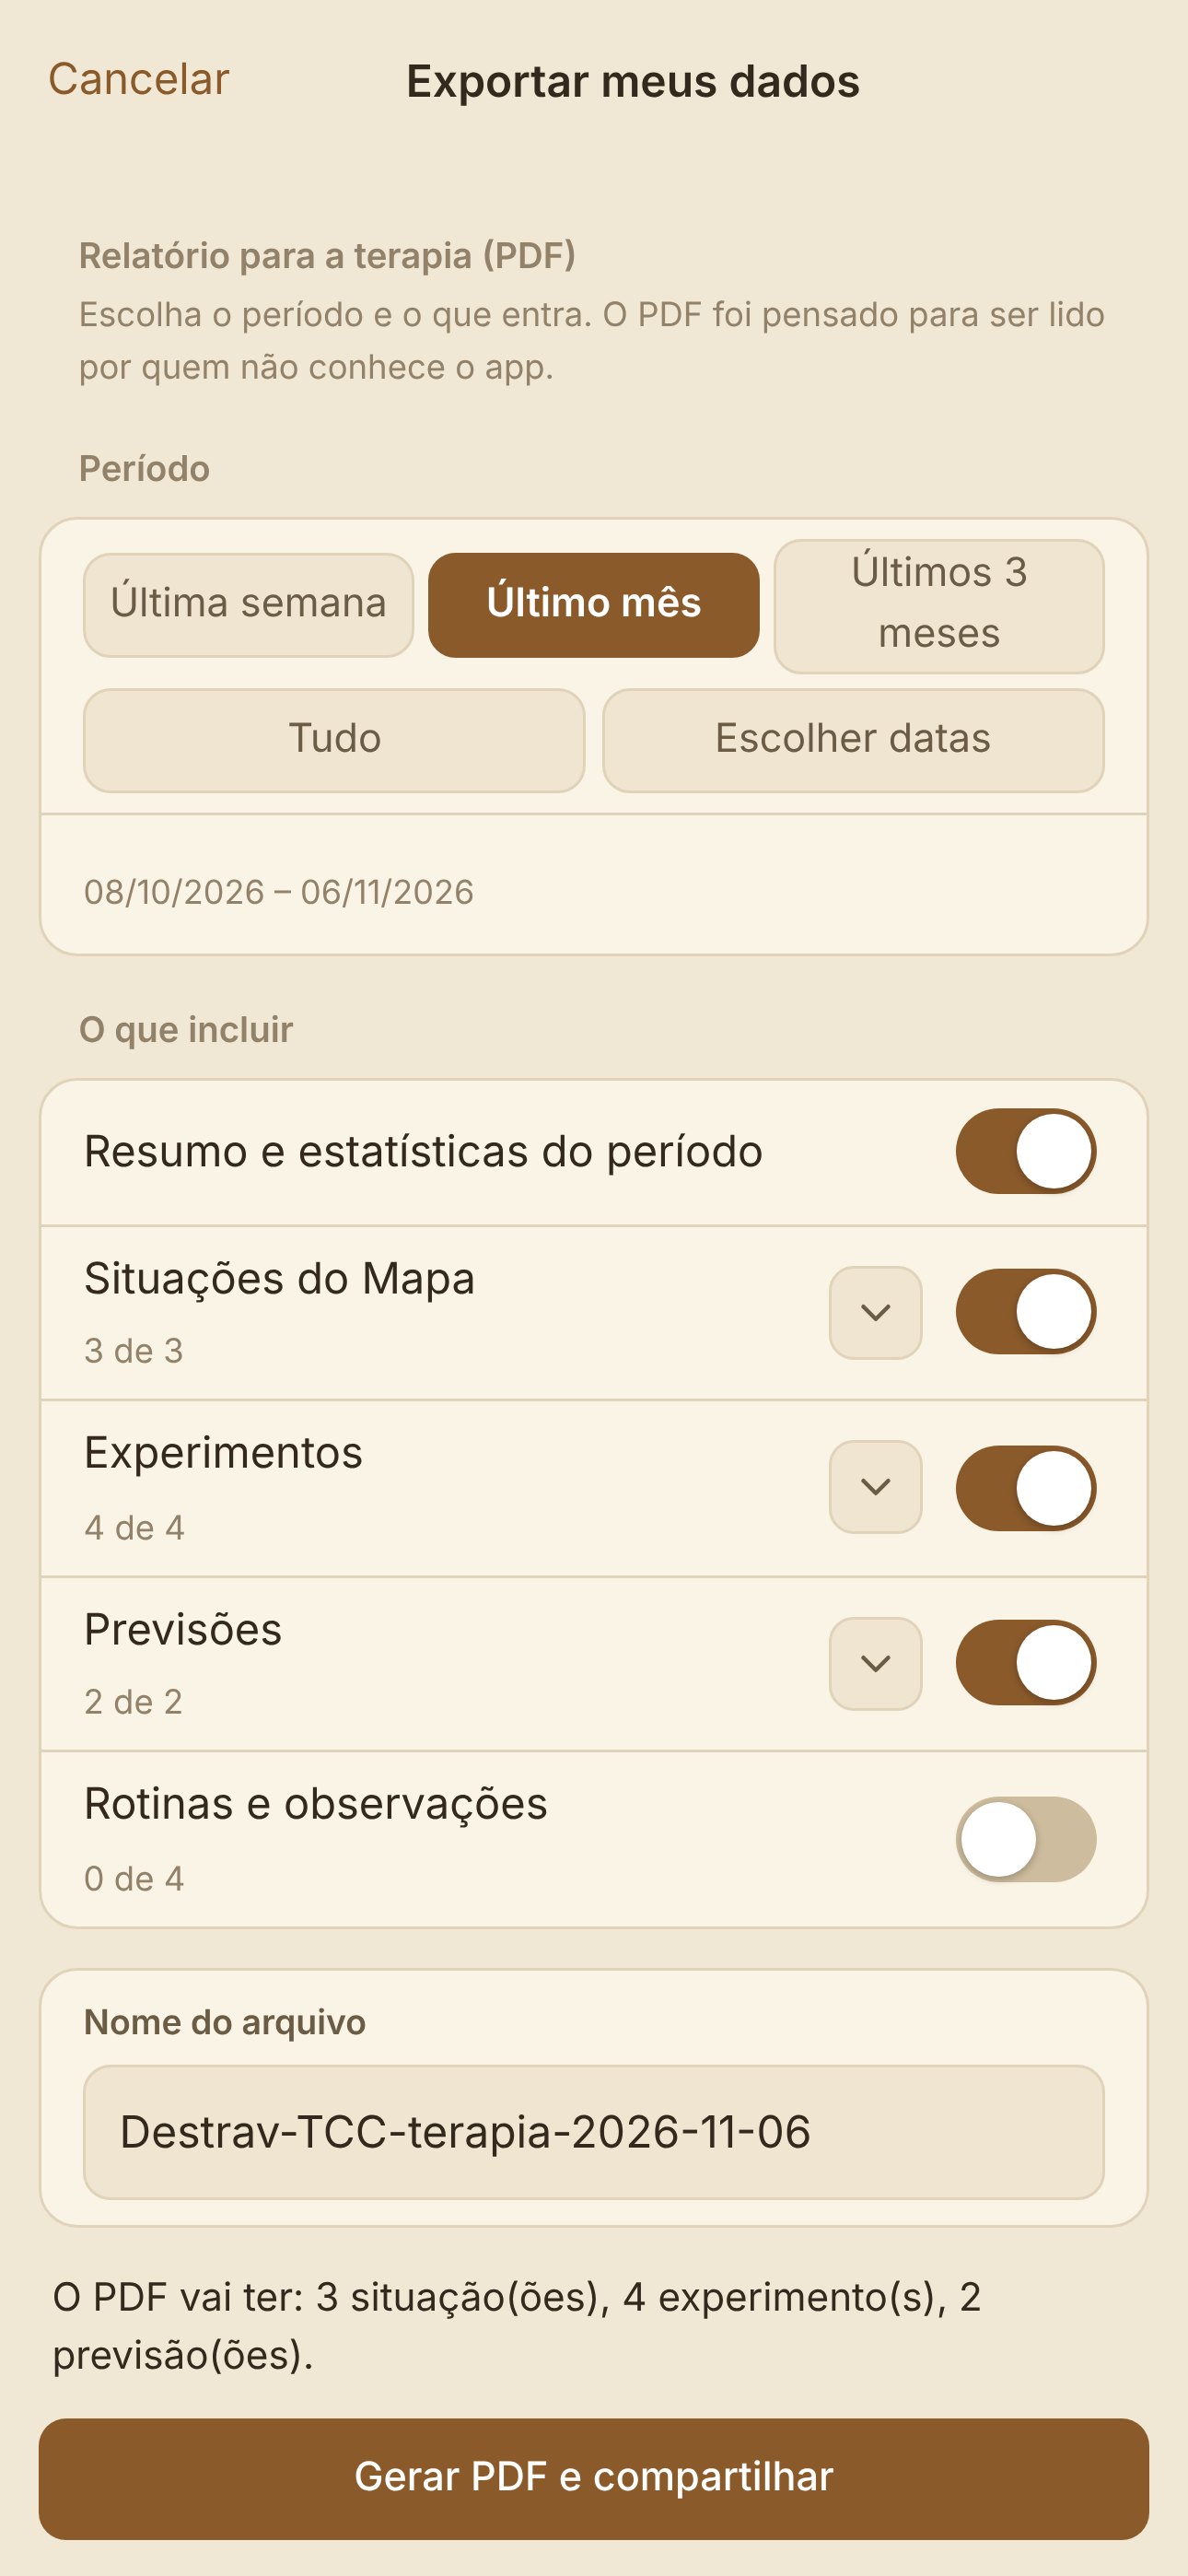 Cancelar
Exportar meus dados
Relatório para a terapia (PDF)
Escolha o período e o que entra. O PDF foi pensado para ser lido
por quem não conhece o app.
Período
Última semana
Último mês
Últimos 3
meses
Tudo
Escolher datas
08/10/2026 – 06/11/2026
O que incluir
Resumo e estatísticas do período
Situações do Mapa
3 de 3
Experimentos
4 de 4
Previsões
2 de 2
Rotinas e observações
0 de 4
Nome do arquivo
Destrav-TCC-terapia-2026-11-06
O PDF vai ter: 3 situação(ões), 4 experimento(s), 2
previsão(ões).
Gerar PDF e compartilhar